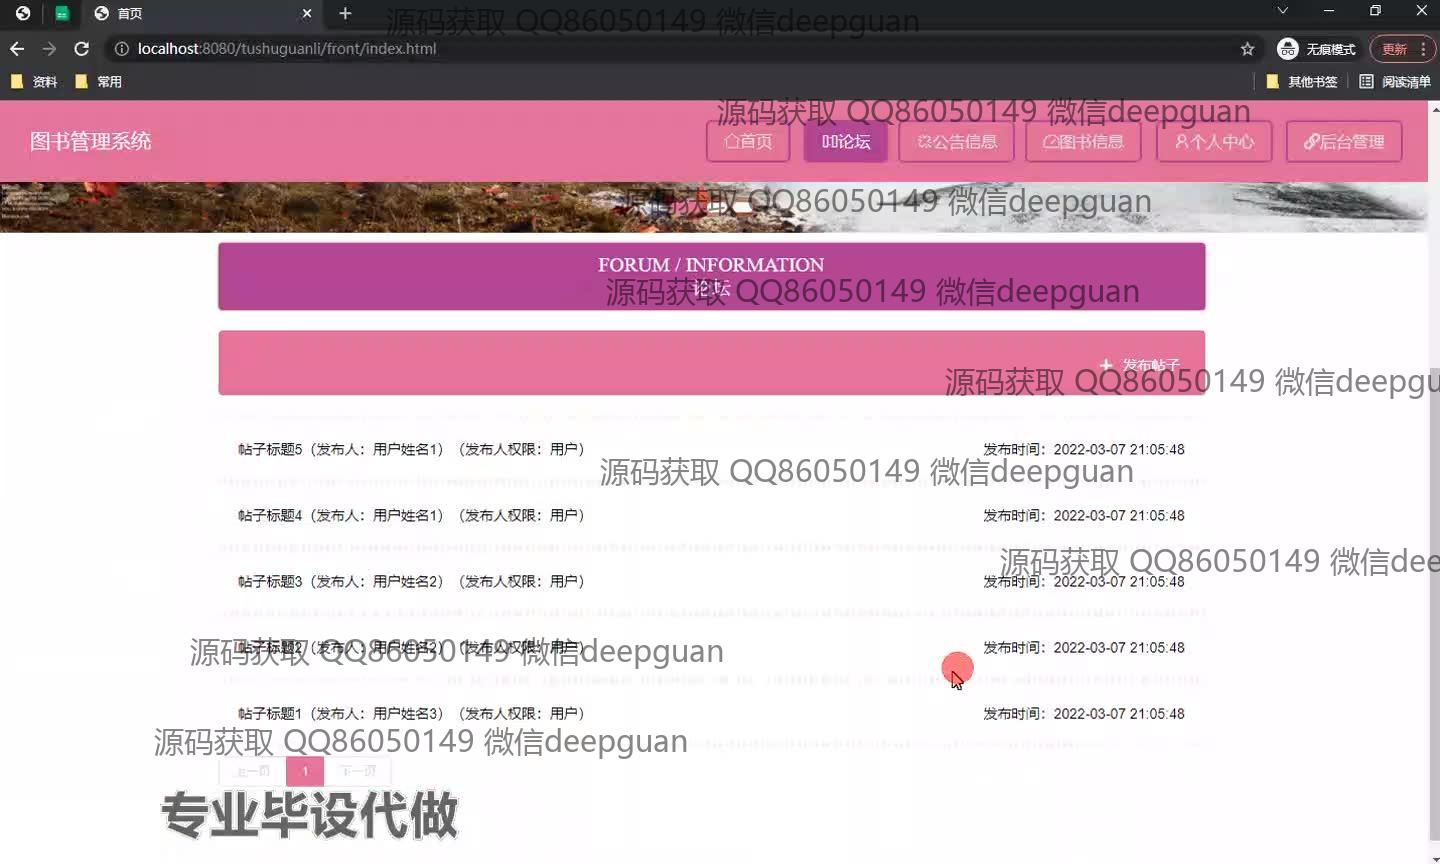 首页
源码获取 QQ86050149 微信deepguan
localhost:8080/tushuguanli/front/index.html
无痕模式
更新
资料
常用
其他书签
阅读清单
源码获取 QQ86050149 微信deepguan
图书管理系统
首页
论坛
公告信息
图书信息
个人中心
后台管理
源码获取 QQ86050149 微信deepguan
FORUM / INFORMATION
论坛
源码获取 QQ86050149 微信deepguan
+ 发布帖子
源码获取 QQ86050149 微信deepgu
帖子标题5（发布人：用户姓名1）（发布人权限：用户）
发布时间：2022-03-07 21:05:48
源码获取 QQ86050149 微信deepguan
帖子标题4（发布人：用户姓名1）（发布人权限：用户）
发布时间：2022-03-07 21:05:48
源码获取 QQ86050149 微信dee
帖子标题3（发布人：用户姓名2）（发布人权限：用户）
发布时间：2022-03-07 21:05:48
帖子标题2（发布人：用户姓名2）（发布人权限：用户）
发布时间：2022-03-07 21:05:48
源码获取 QQ86050149 微信deepguan
帖子标题1（发布人：用户姓名3）（发布人权限：用户）
发布时间：2022-03-07 21:05:48
源码获取 QQ86050149 微信deepguan
上一页
1
下一页
专业毕设代做